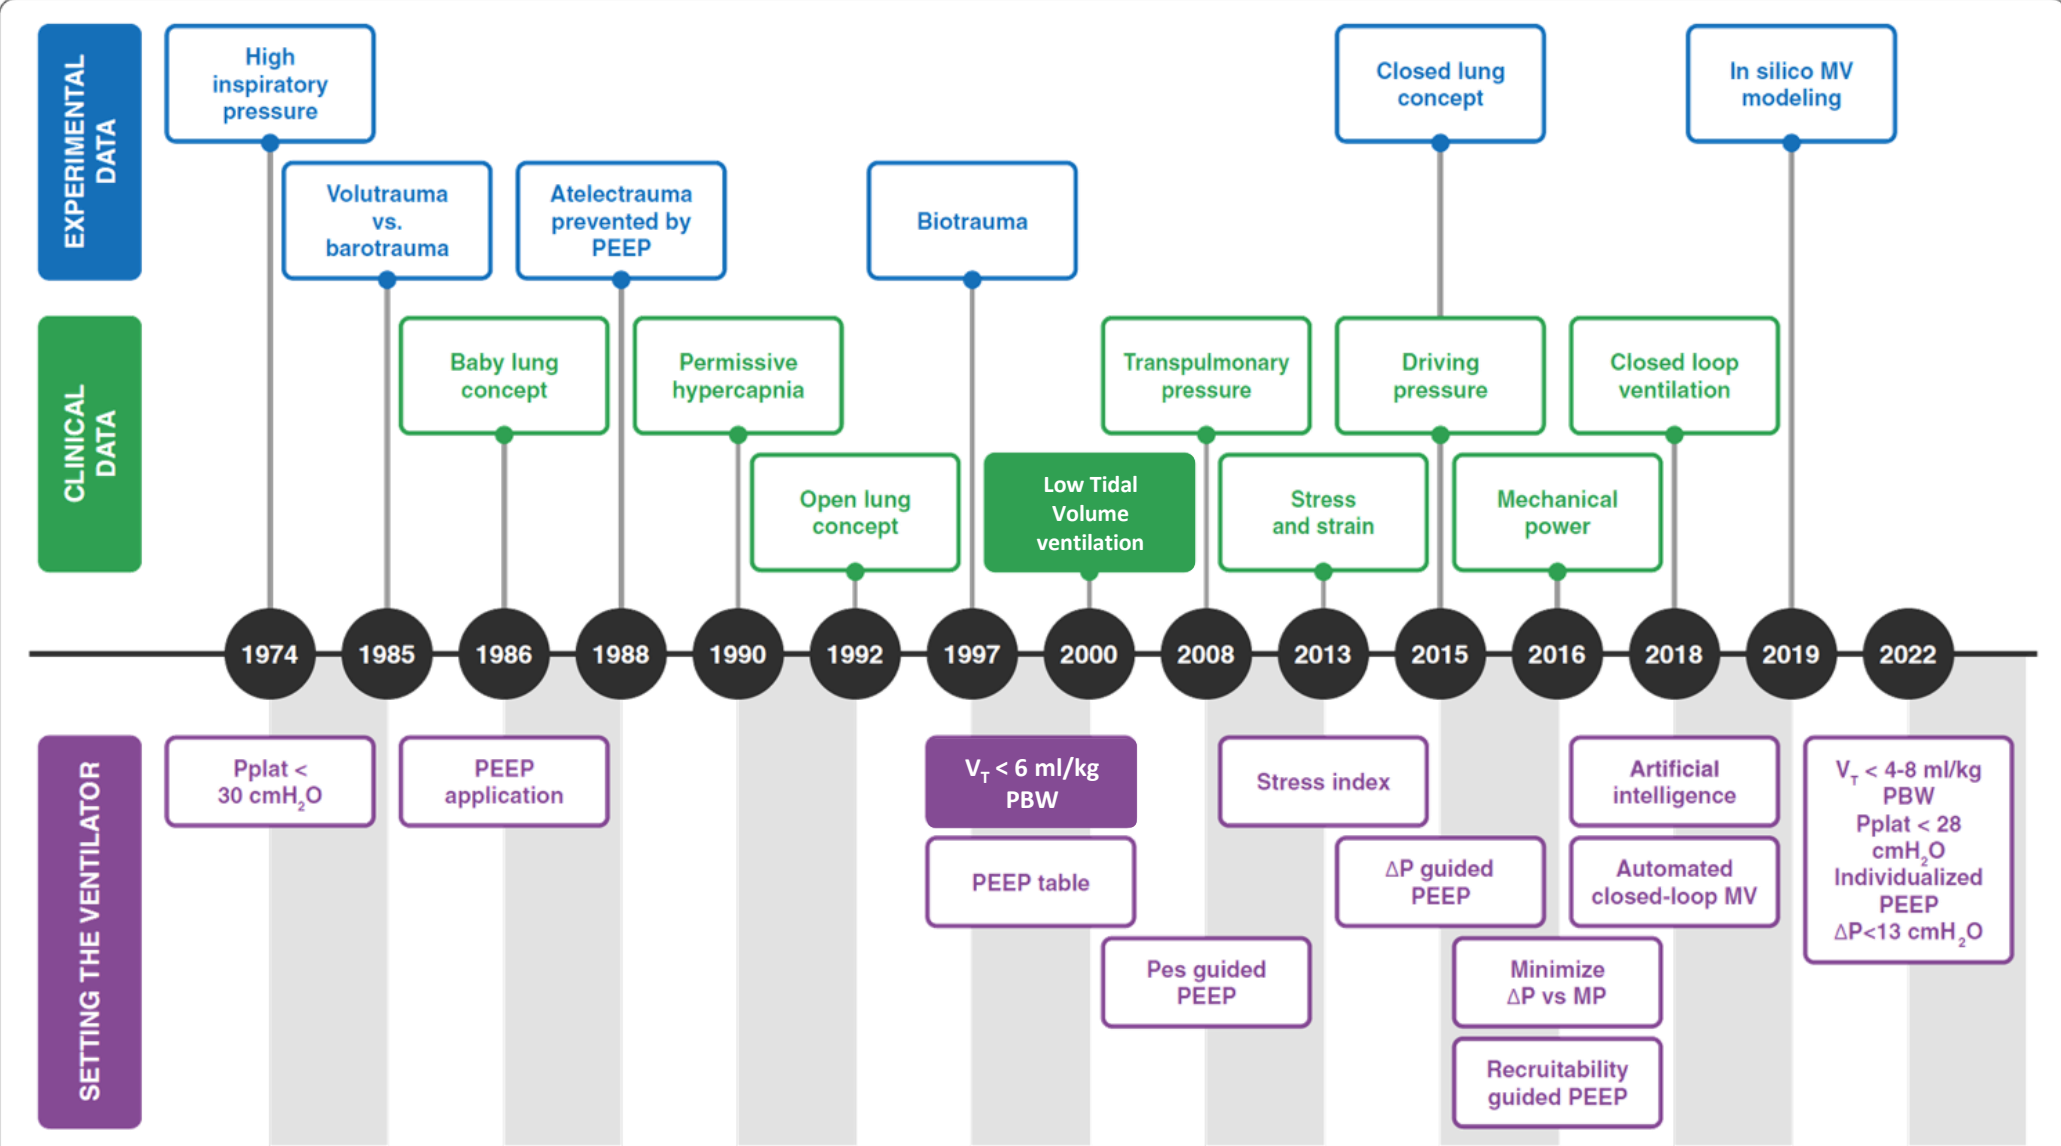 EXPERIMENTAL
DATA
High
inspiratory
pressure
Closed lung
concept
In silico MV
modeling
Volutrauma
vs.
barotrauma
Atelectrauma
prevented by
PEEP
Biotrauma
CLINICAL
DATA
Baby lung
concept
Permissive
hypercapnia
Transpulmonary
pressure
Driving
pressure
Closed loop
ventilation
Open lung
concept
Low Tidal
Volume
ventilation
Stress
and strain
Mechanical
power
1974 1985 1986 1988 1990 1992 1997 2000 2008 2013 2015 2016 2018 2019 2022
SETTING THE VENTILATOR
Pplat <
30 cmH₂O
PEEP
application
V_T < 6 ml/kg
PBW
Stress index
Artificial
intelligence
V_T < 4-8 ml/kg
PBW
Pplat < 28
cmH₂O
Individualized
PEEP
ΔP<13 cmH₂O
PEEP table
ΔP guided
PEEP
Automated
closed-loop MV
Pes guided
PEEP
Minimize
ΔP vs MP
Recruitability
guided PEEP